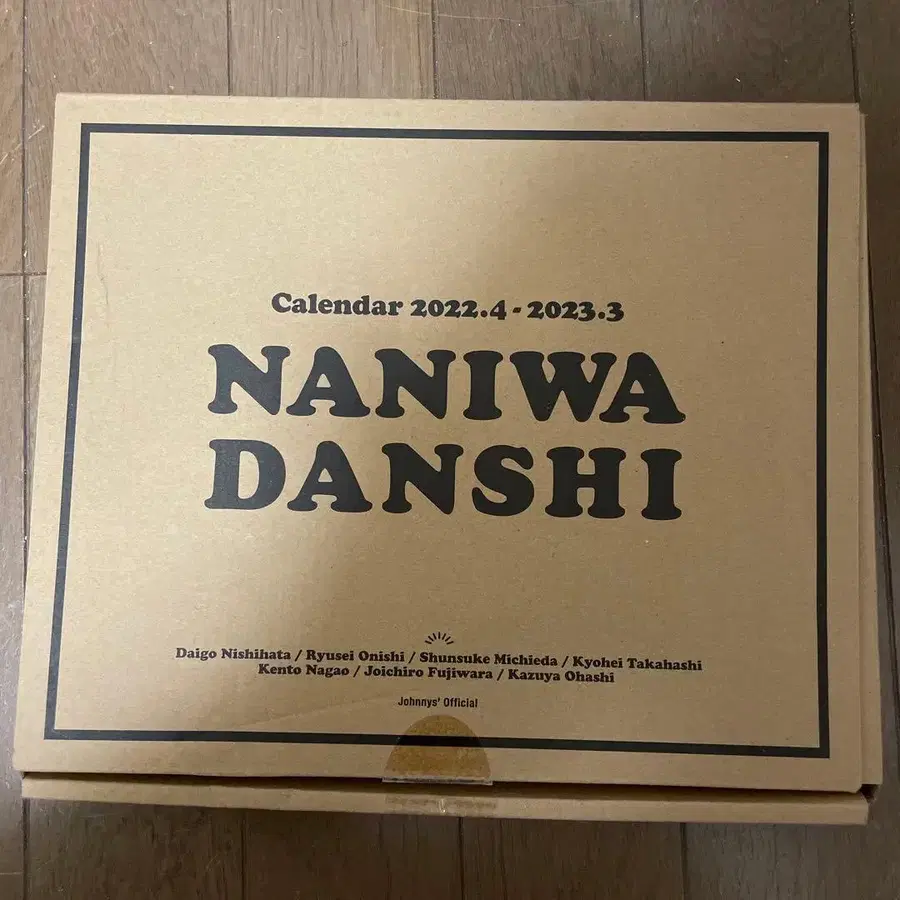 Calendar 2022.4 - 2023.3
NANIWA
DANSHI
Daigo Nishihata / Ryusei Onishi / Shunsuke Michieda / Kyohei Takahashi
Kento Nagao / Joichiro Fujiwara / Kazuya Ohashi
Johnnys' Official